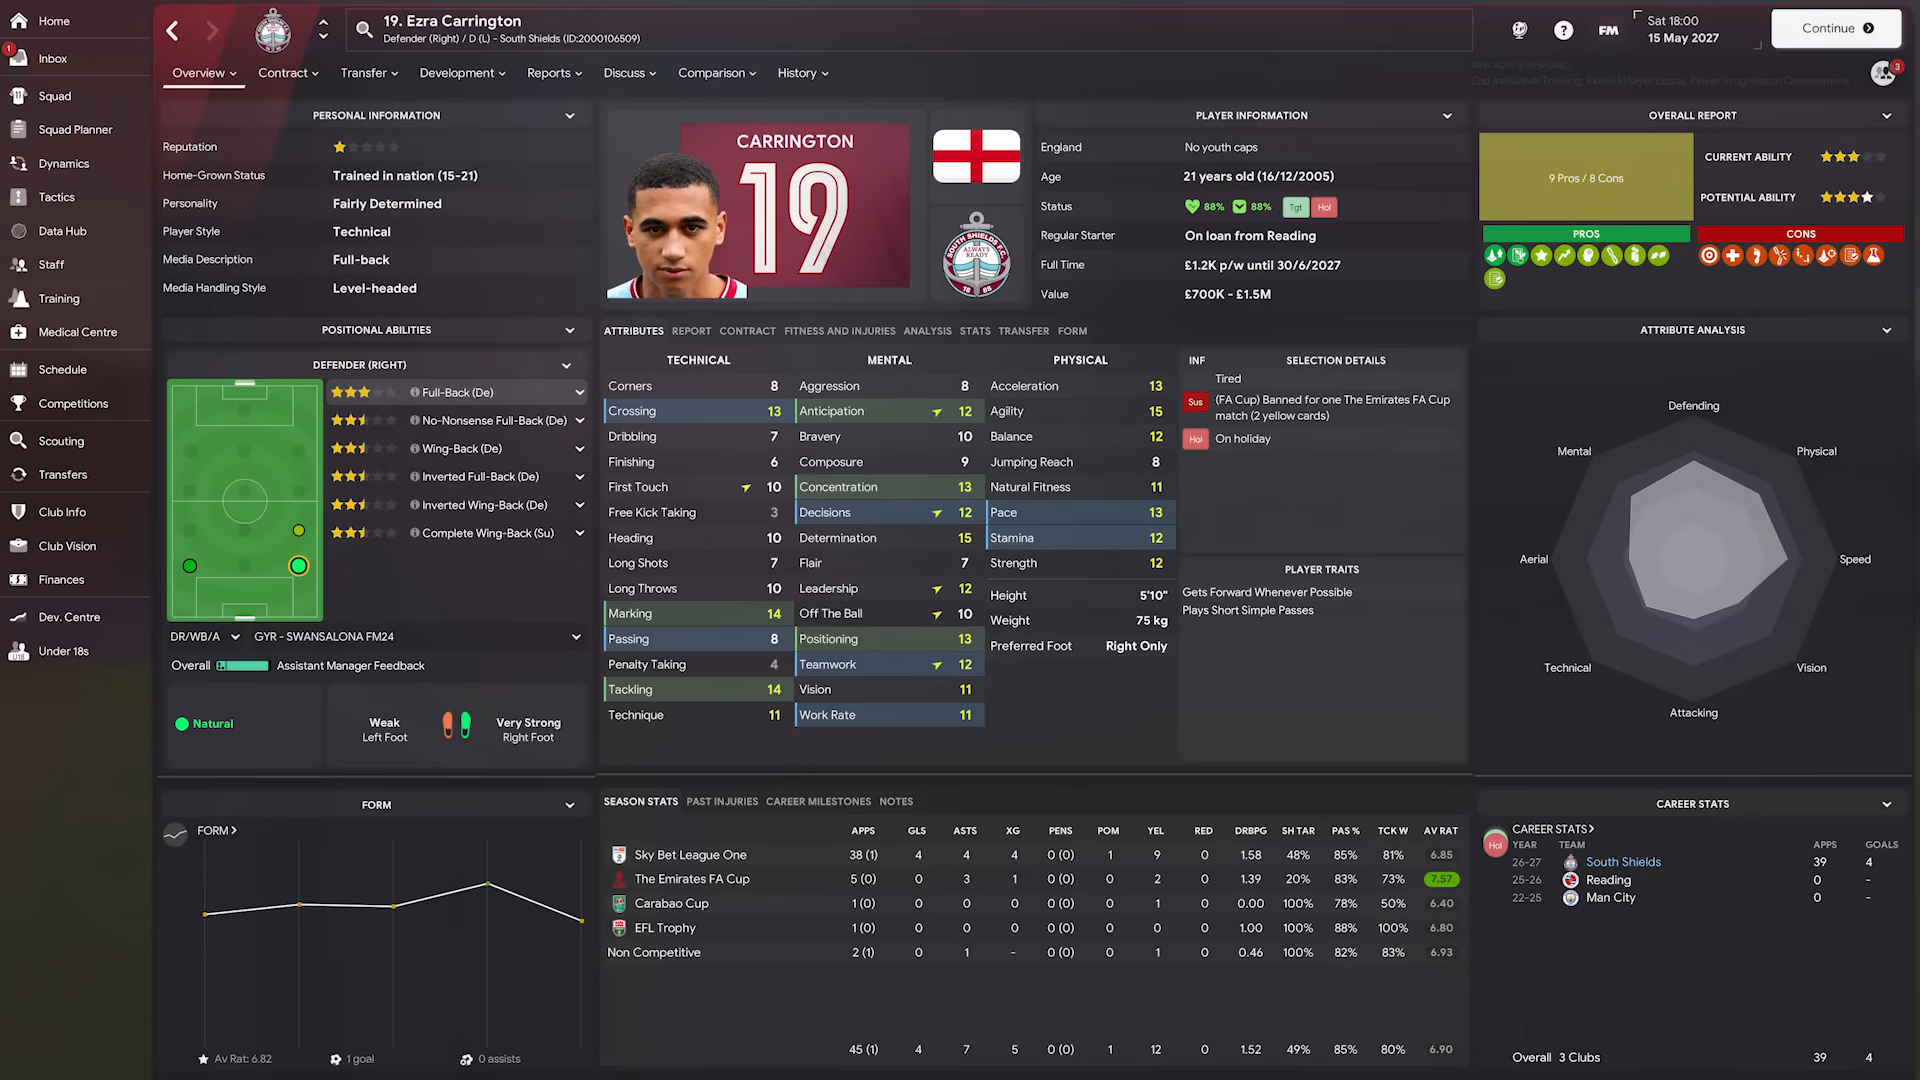 Home
1
Inbox
Squad
Squad Planner
Dynamics
Tactics
Data Hub
Staff
Training
Medical Centre
Schedule
Competitions
Scouting
Transfers
Club Info
Club Vision
Finances
Dev. Centre
Under 18s
19. Ezra Carrington
Defender (Right) / D (L) - South Shields (ID:2000106509)
FM
Sat 18:00
15 May 2027
Continue
Overview
Contract
Transfer
Development
Reports
Discuss
Comparison
History
3
PERSONAL INFORMATION
Reputation
Home-Grown Status Trained in nation (15-21)
Personality Fairly Determined
Player Style Technical
Media Description Full-back
Media Handling Style Level-headed
CARRINGTON
19
SOUTH SHIELDS F.C.
ALWAYS READY
PLAYER INFORMATION
England No youth caps
Age 21 years old (16/12/2005)
Status 88% 88% Tgt Hol
Regular Starter On loan from Reading
Full Time £1.2K p/w until 30/6/2027
Value £700K - £1.5M
OVERALL REPORT
9 Pros / 8 Cons
CURRENT ABILITY
POTENTIAL ABILITY
PROS
CONS
POSITIONAL ABILITIES
DEFENDER (RIGHT)
Full-Back (De)
No-Nonsense Full-Back (De)
Wing-Back (De)
Inverted Full-Back (De)
Inverted Wing-Back (De)
Complete Wing-Back (Su)
DR/WB/A GYR - SWANSALONA FM24
Overall Assistant Manager Feedback
Natural
Weak
Left Foot
Very Strong
Right Foot
ATTRIBUTES REPORT CONTRACT FITNESS AND INJURIES ANALYSIS STATS TRANSFER FORM
TECHNICAL
Corners 8
Crossing 13
Dribbling 7
Finishing 6
First Touch 10
Free Kick Taking 3
Heading 10
Long Shots 7
Long Throws 10
Marking 14
Passing 8
Penalty Taking 4
Tackling 14
Technique 11
MENTAL
Aggression 8
Anticipation 12
Bravery 10
Composure 9
Concentration 13
Decisions 12
Determination 15
Flair 7
Leadership 12
Off The Ball 10
Positioning 13
Teamwork 12
Vision 11
Work Rate 11
PHYSICAL
Acceleration 13
Agility 15
Balance 12
Jumping Reach 8
Natural Fitness 11
Pace 13
Stamina 12
Strength 12
Height 5'10"
Weight 75 kg
Preferred Foot Right Only
INF SELECTION DETAILS
Tired
Sus (FA Cup) Banned for one The Emirates FA Cup
match (2 yellow cards)
Hol On holiday
PLAYER TRAITS
Gets Forward Whenever Possible
Plays Short Simple Passes
ATTRIBUTE ANALYSIS
Defending
Mental
Physical
Aerial
Speed
Technical
Vision
Attacking
FORM
FORM
Av Rat: 6.82
1 goal
0 assists
SEASON STATS PAST INJURIES CAREER MILESTONES NOTES
APPS GLS ASTS XG PENS POM YEL RED DRBPG SH TAR PAS % TCK W AV RAT
Sky Bet League One 38 (1) 4 4 4 0 (0) 1 9 0 1.58 48% 85% 81% 6.85
The Emirates FA Cup 5 (0) 0 3 1 0 (0) 0 2 0 1.39 20% 83% 73% 7.57
Carabao Cup 1 (0) 0 0 0 0 (0) 0 1 0 0.00 100% 78% 50% 6.40
EFL Trophy 1 (0) 0 0 0 0 (0) 0 0 0 1.00 100% 88% 100% 6.80
Non Competitive 2 (1) 0 1 - 0 (0) 0 1 0 0.46 100% 82% 83% 6.93
45 (1) 4 7 5 0 (0) 1 12 0 1.52 49% 85% 80% 6.90
CAREER STATS
Hol
CAREER STATS
YEAR TEAM APPS GOALS
26-27 South Shields 39 4
25-26 Reading 0 -
22-25 Man City 0 -
Overall 3 Clubs 39 4